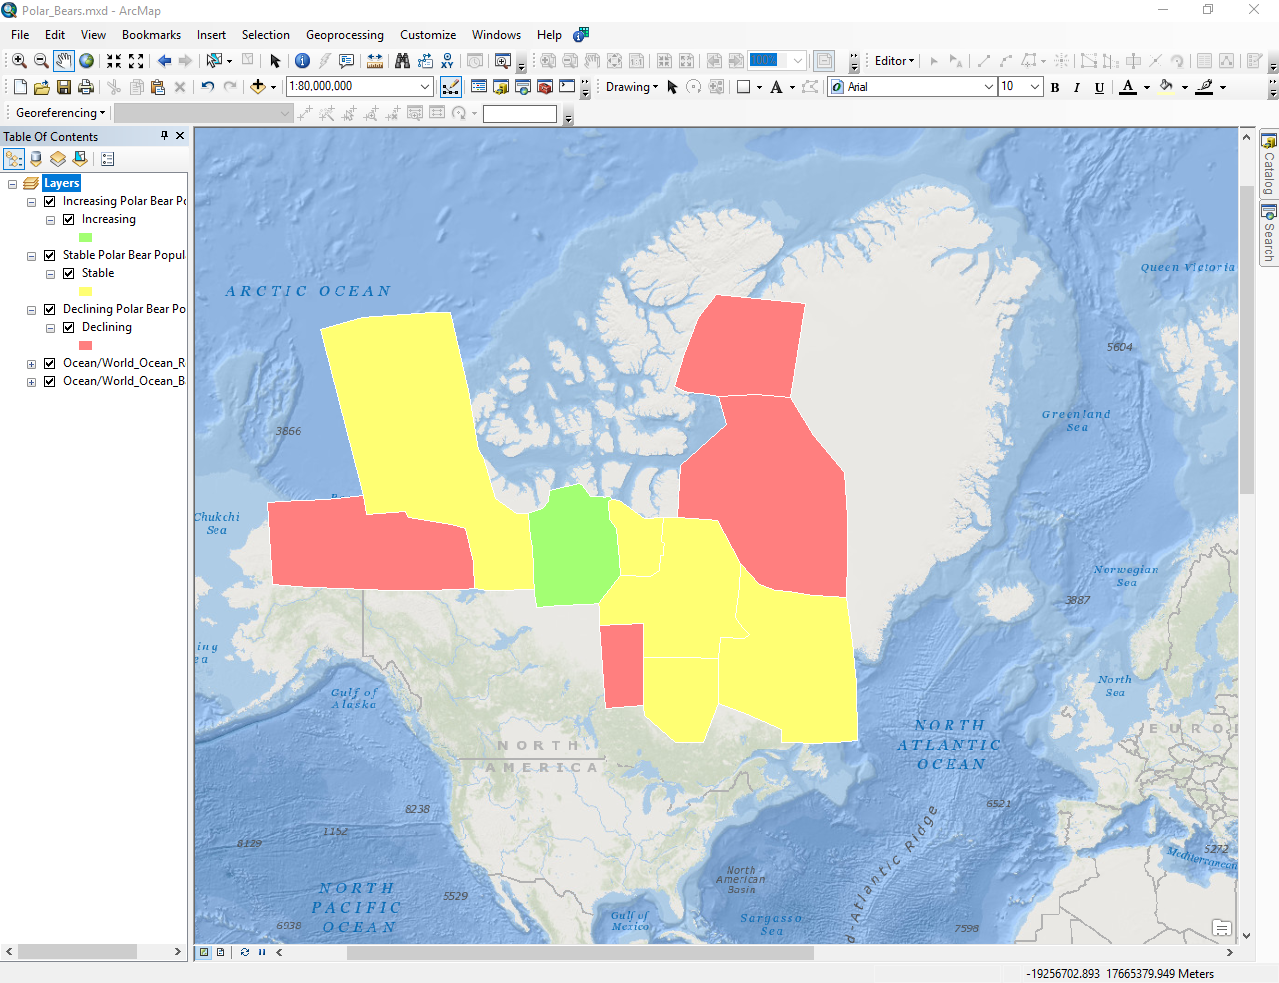 Polar_Bears.mxd - ArcMap
File Edit View Bookmarks Insert Selection Geoprocessing Customize Windows Help
100% Editor
1:80,000,000 Drawing A Arial 10 B I U A
Georeferencing
Table Of Contents
Layers
Increasing Polar Bear Po
Increasing
Stable Polar Bear Popul
Stable
Declining Polar Bear Po
Declining
Ocean/World_Ocean_R
Ocean/World_Ocean_B
Catalog
Search
Queen Victoria
ARCTIC OCEAN
5604
Greenland
Sea
3866
Chukchi
Sea
Norwegian
Sea
3887
ing
ea
Gulf of
Alaska
North
Sea
NORTH
ATLANTIC
OCEAN
EURO
NORTH
AMERICA
8238
6521
1152
6129
5272
Mediterranean
d-Atlantic Ridge
North
American
Basin
NORTH
PACIFIC
OCEAN
5529
6938
Gulf of
Mexico
Sargasso
Sea
7598
-19256702.893 17665379.949 Meters